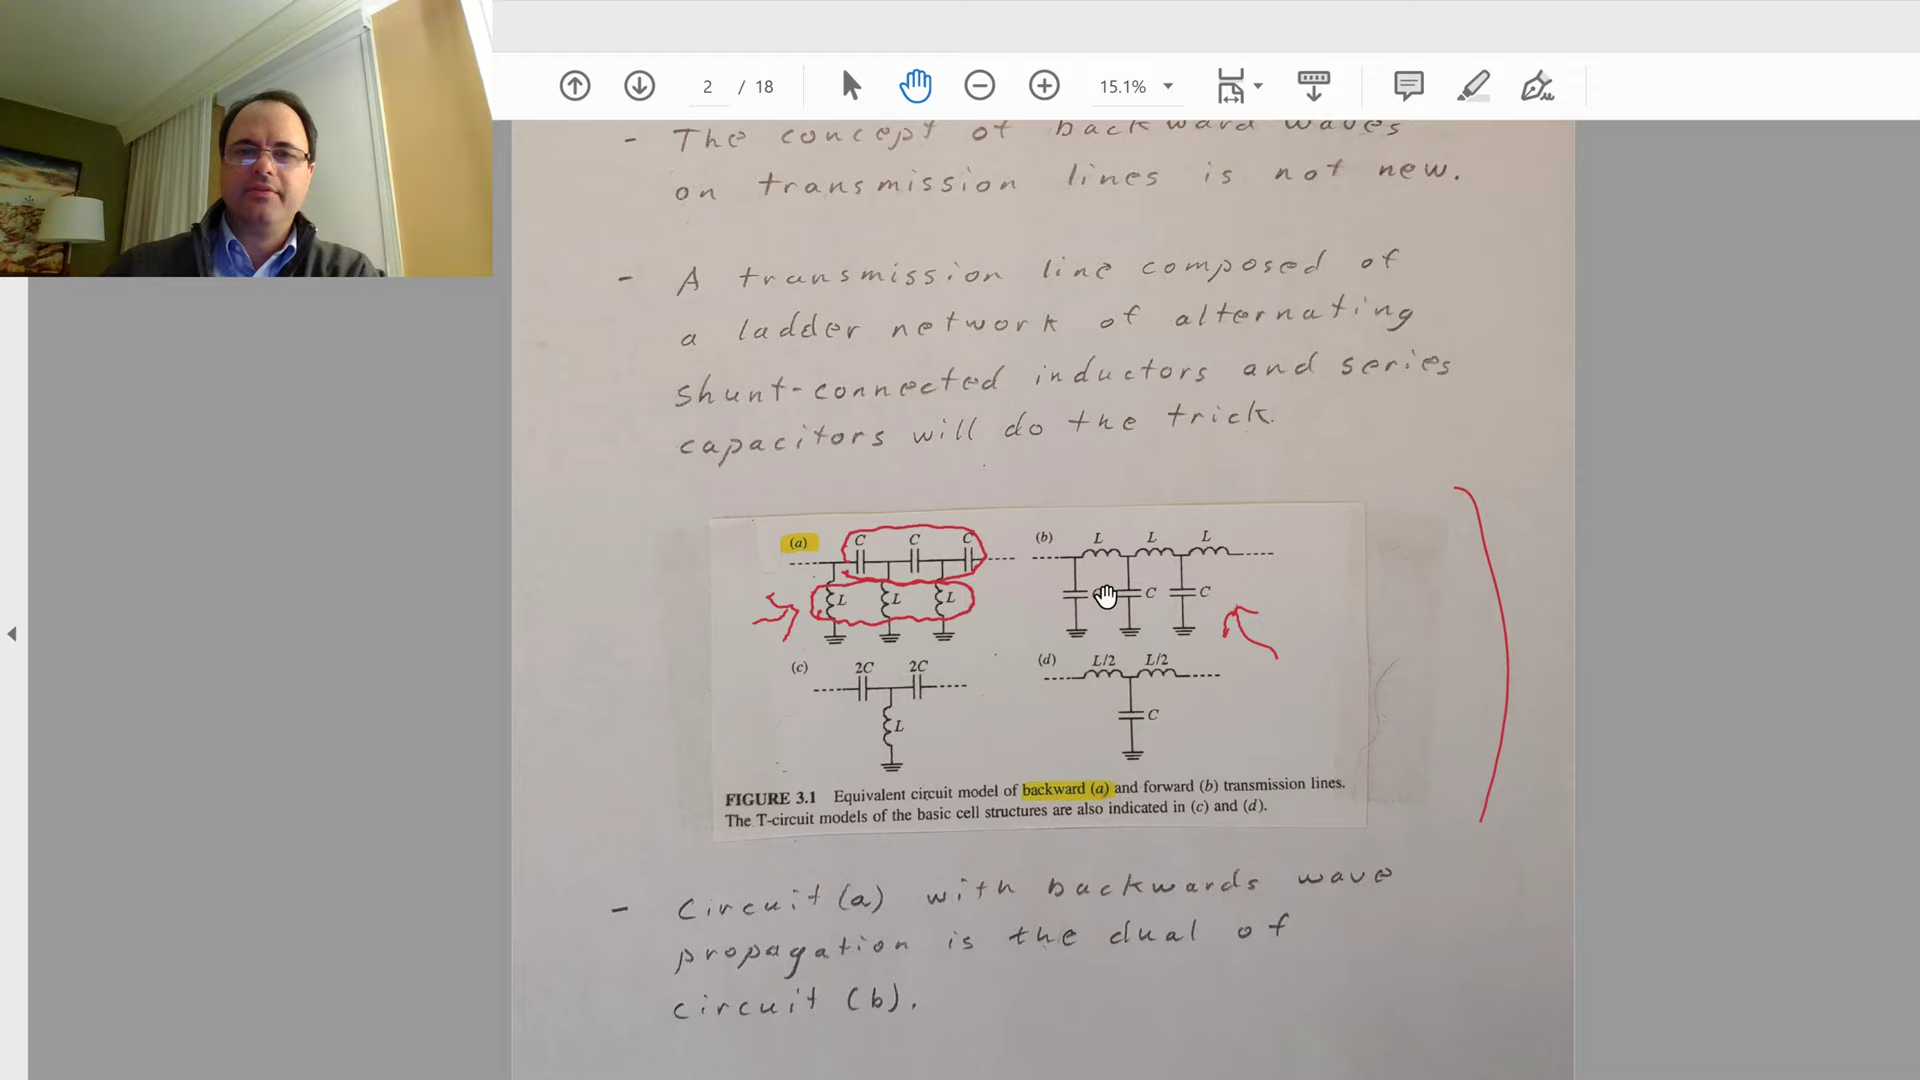 2 / 18
15.1%
- The concept of backward waves
on transmission lines is not new.
- A transmission line composed of
a ladder network of alternating
shunt-connected inductors and series
capacitors will do the trick.
(a) C C C
L L L
(b) L L L
C C
(c) 2C 2C
L
(d) L/2 L/2
C
FIGURE 3.1 Equivalent circuit model of backward (a) and forward (b) transmission lines.
The T-circuit models of the basic cell structures are also indicated in (c) and (d).
- Circuit (a) with backwards wave
propagation is the dual of
circuit (b).